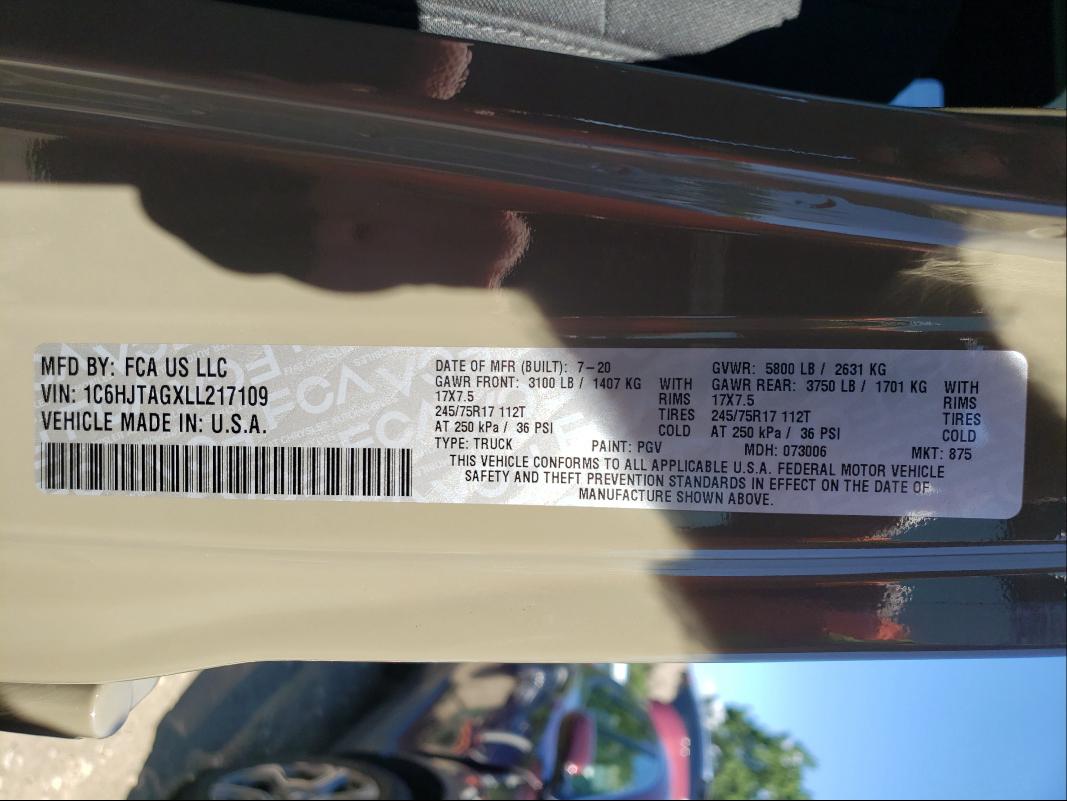 MFD BY: FCA US LLC
VIN: 1C6HJTAGXLL217109
VEHICLE MADE IN: U.S.A.
DATE OF MFR (BUILT): 7-20 GVWR: 5800 LB / 2631 KG
GAWR FRONT: 3100 LB / 1407 KG WITH GAWR REAR: 3750 LB / 1701 KG WITH
17X7.5 RIMS 17X7.5 RIMS
245/75R17 112T TIRES 245/75R17 112T TIRES
AT 250 kPa / 36 PSI COLD AT 250 kPa / 36 PSI COLD
TYPE: TRUCK PAINT: PGV MDH: 073006 MKT: 875
THIS VEHICLE CONFORMS TO ALL APPLICABLE U.S.A. FEDERAL MOTOR VEHICLE
SAFETY AND THEFT PREVENTION STANDARDS IN EFFECT ON THE DATE OF
MANUFACTURE SHOWN ABOVE.